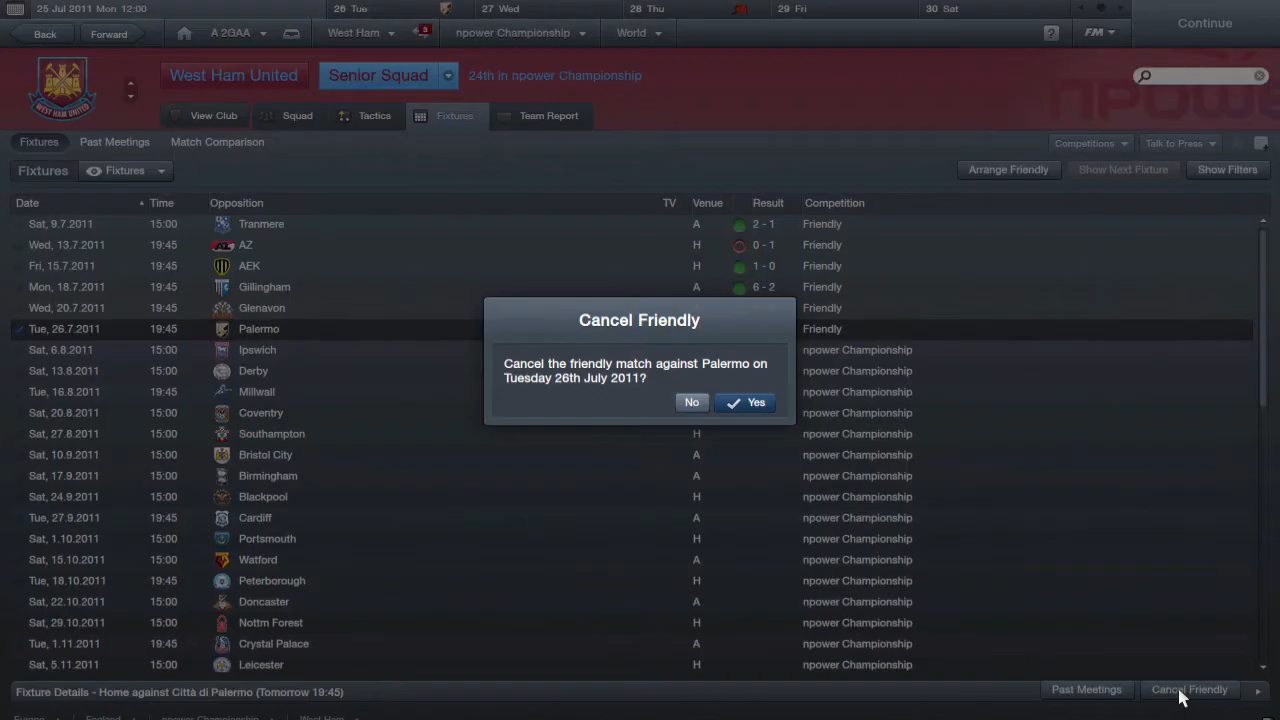 25 Jul 2011 Mon 12:00 26 Tue 27 Wed 28 Thu 29 Fri 30 Sat
Back Forward A 2GAA West Ham 3 npower Championship World ? FM Continue
West Ham United Senior Squad 24th in npower Championship
WEST HAM UNITED
View Club Squad Tactics Fixtures Team Report
Fixtures Past Meetings Match Comparison Competitions Talk to Press
Fixtures Fixtures Arrange Friendly Show Next Fixture Show Filters
Date Time Opposition TV Venue Result Competition
Sat, 9.7.2011 15:00 Tranmere A 2 - 1 Friendly
Wed, 13.7.2011 19:45 AZ H 0 - 1 Friendly
Fri, 15.7.2011 19:45 AEK H 1 - 0 Friendly
Mon, 18.7.2011 19:45 Gillingham A 6 - 2 Friendly
Wed, 20.7.2011 19:45 Glenavon Friendly
Tue, 26.7.2011 19:45 Palermo Friendly
Sat, 6.8.2011 15:00 Ipswich npower Championship
Sat, 13.8.2011 15:00 Derby npower Championship
Tue, 16.8.2011 19:45 Millwall npower Championship
Sat, 20.8.2011 15:00 Coventry npower Championship
Sat, 27.8.2011 15:00 Southampton H npower Championship
Sat, 10.9.2011 15:00 Bristol City A npower Championship
Sat, 17.9.2011 15:00 Birmingham A npower Championship
Sat, 24.9.2011 15:00 Blackpool H npower Championship
Tue, 27.9.2011 19:45 Cardiff A npower Championship
Sat, 1.10.2011 15:00 Portsmouth H npower Championship
Sat, 15.10.2011 15:00 Watford A npower Championship
Tue, 18.10.2011 19:45 Peterborough H npower Championship
Sat, 22.10.2011 15:00 Doncaster A npower Championship
Sat, 29.10.2011 15:00 Nottm Forest H npower Championship
Tue, 1.11.2011 19:45 Crystal Palace A npower Championship
Sat, 5.11.2011 15:00 Leicester H npower Championship
Cancel Friendly
Cancel the friendly match against Palermo on
Tuesday 26th July 2011?
No Yes
Fixture Details - Home against Città di Palermo (Tomorrow 19:45) Past Meetings Cancel Friendly
Europe England npower Championship West Ham